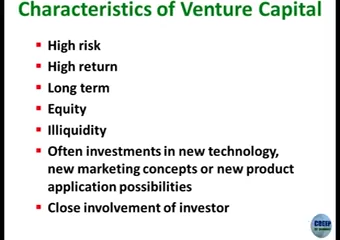 Characteristics of Venture Capital
High risk
High return
Long term
Equity
Illiquidity
Often investments in new technology,
new marketing concepts or new product
application possibilities
Close involvement of investor